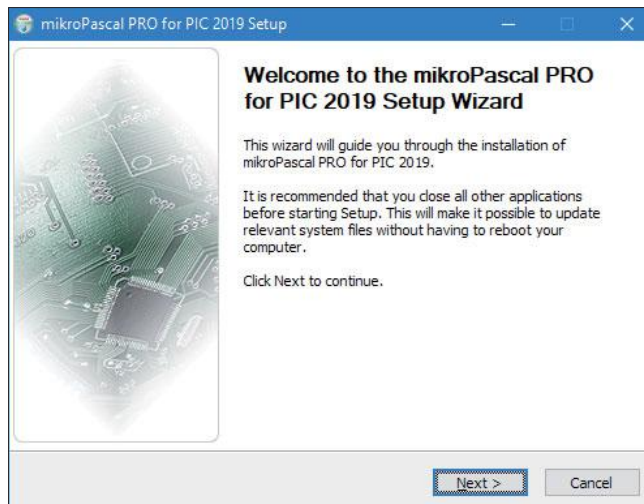 mikroPascal PRO for PIC 2019 Setup
Welcome to the mikroPascal PRO
for PIC 2019 Setup Wizard
This wizard will guide you through the installation of
mikroPascal PRO for PIC 2019.
It is recommended that you close all other applications
before starting Setup. This will make it possible to update
relevant system files without having to reboot your
computer.
Click Next to continue.
Next >
Cancel